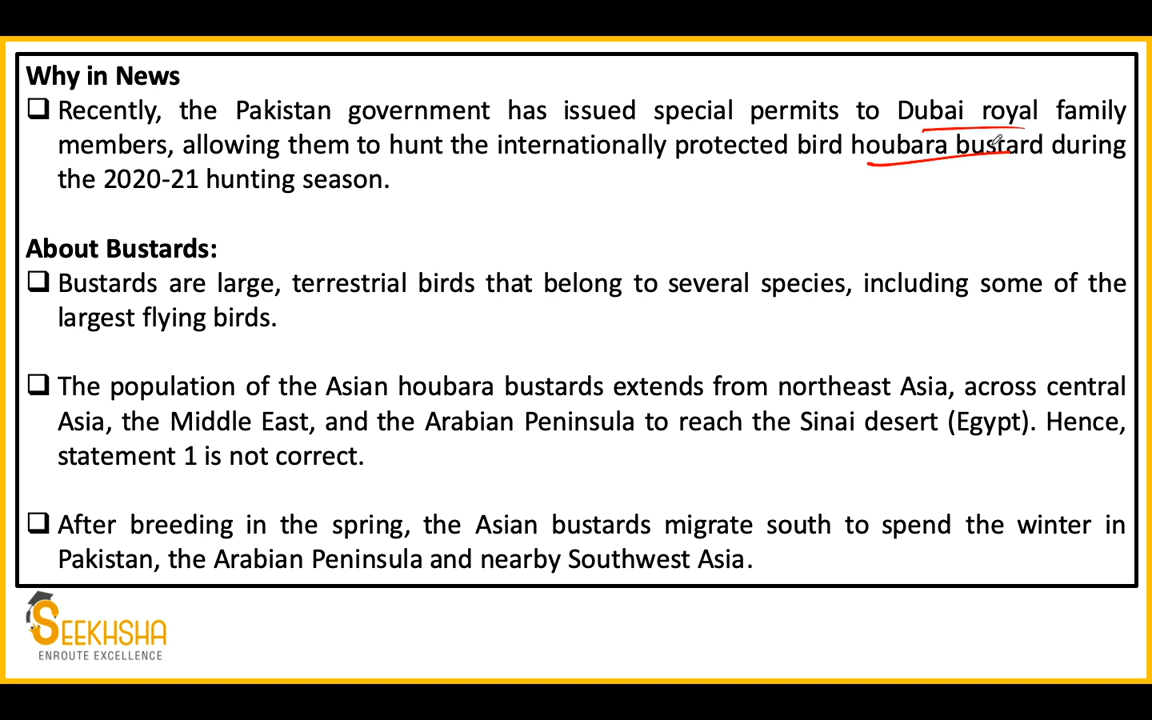 Why in News
❑ Recently, the Pakistan government has issued special permits to Dubai royal family
members, allowing them to hunt the internationally protected bird houbara bustard during
the 2020-21 hunting season.
About Bustards:
❑ Bustards are large, terrestrial birds that belong to several species, including some of the
largest flying birds.
❑ The population of the Asian houbara bustards extends from northeast Asia, across central
Asia, the Middle East, and the Arabian Peninsula to reach the Sinai desert (Egypt). Hence,
statement 1 is not correct.
❑ After breeding in the spring, the Asian bustards migrate south to spend the winter in
Pakistan, the Arabian Peninsula and nearby Southwest Asia.
SEEKHSHA
ENROUTE EXCELLENCE